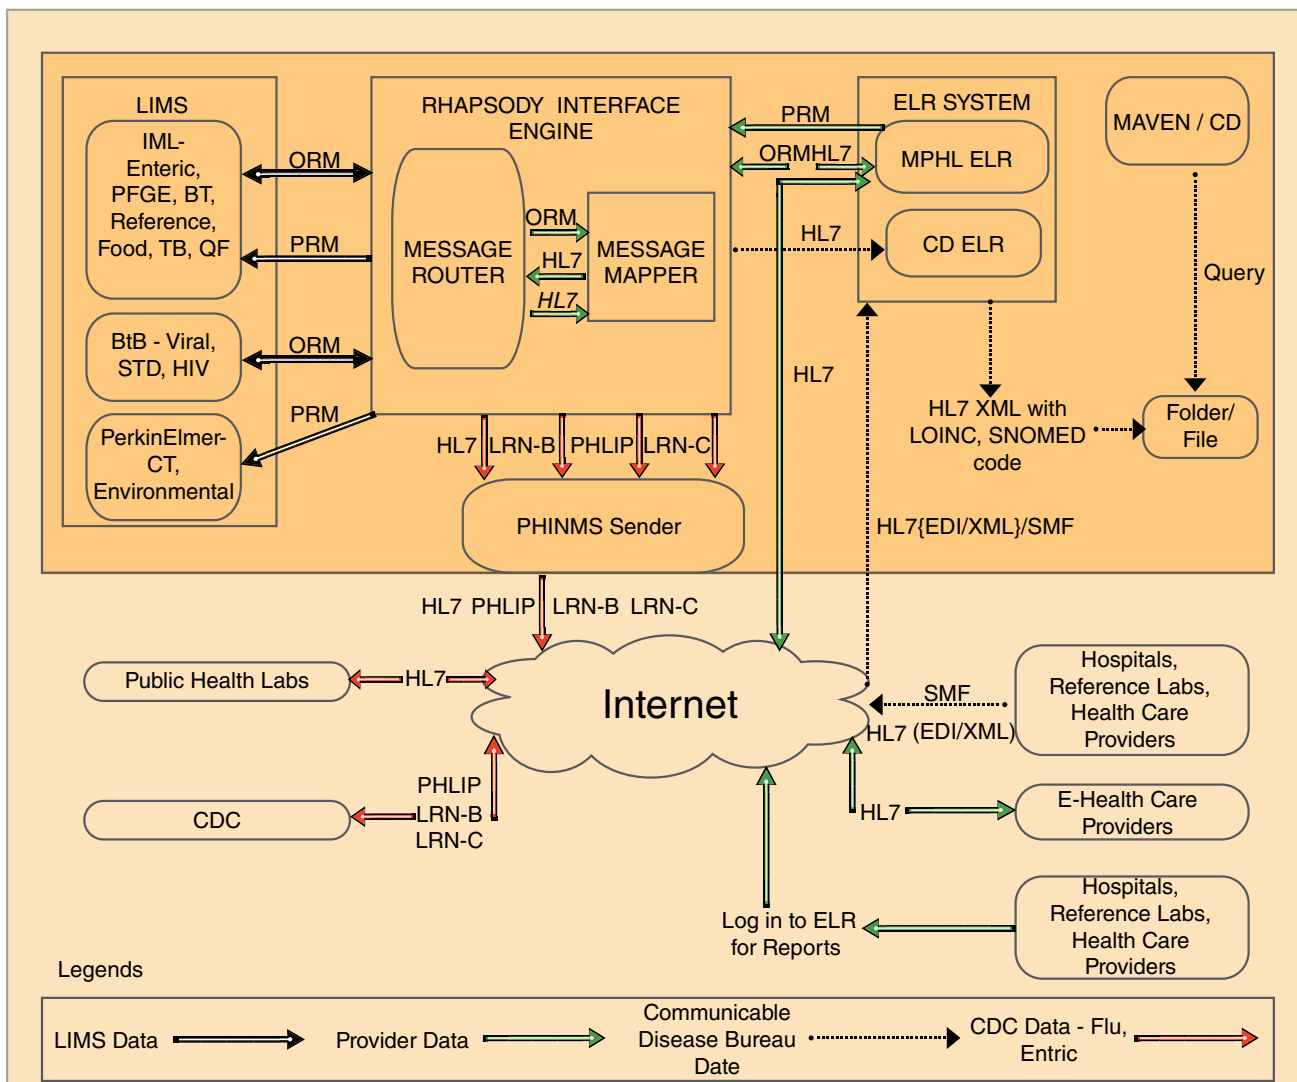 LIMS
IML-
Enteric,
PFGE, BT,
Reference,
Food, TB, QF
BtB - Viral,
STD, HIV
PerkinElmer-
CT,
Environmental
ORM
PRM
ORM
PRM
RHAPSODY INTERFACE
ENGINE
MESSAGE
ROUTER
ORM
HL7
HL7
MESSAGE
MAPPER
PRM
ORMHL7
HL7
ELR SYSTEM
MPHL ELR
CD ELR
MAVEN / CD
Query
HL7
HL7 XML with
LOINC, SNOMED
code
Folder/
File
HL7 LRN-B PHLIP LRN-C
PHINMS Sender
HL7{EDI/XML}/SMF
HL7 PHLIP LRN-B LRN-C
Public Health Labs
HL7
Internet
SMF
HL7 (EDI/XML)
Hospitals,
Reference Labs,
Health Care
Providers
CDC
PHLIP
LRN-B
LRN-C
HL7
E-Health Care
Providers
Log in to ELR
for Reports
Hospitals,
Reference Labs,
Health Care
Providers
Legends
LIMS Data
Provider Data
Communicable
Disease Bureau
Date
CDC Data - Flu,
Entric